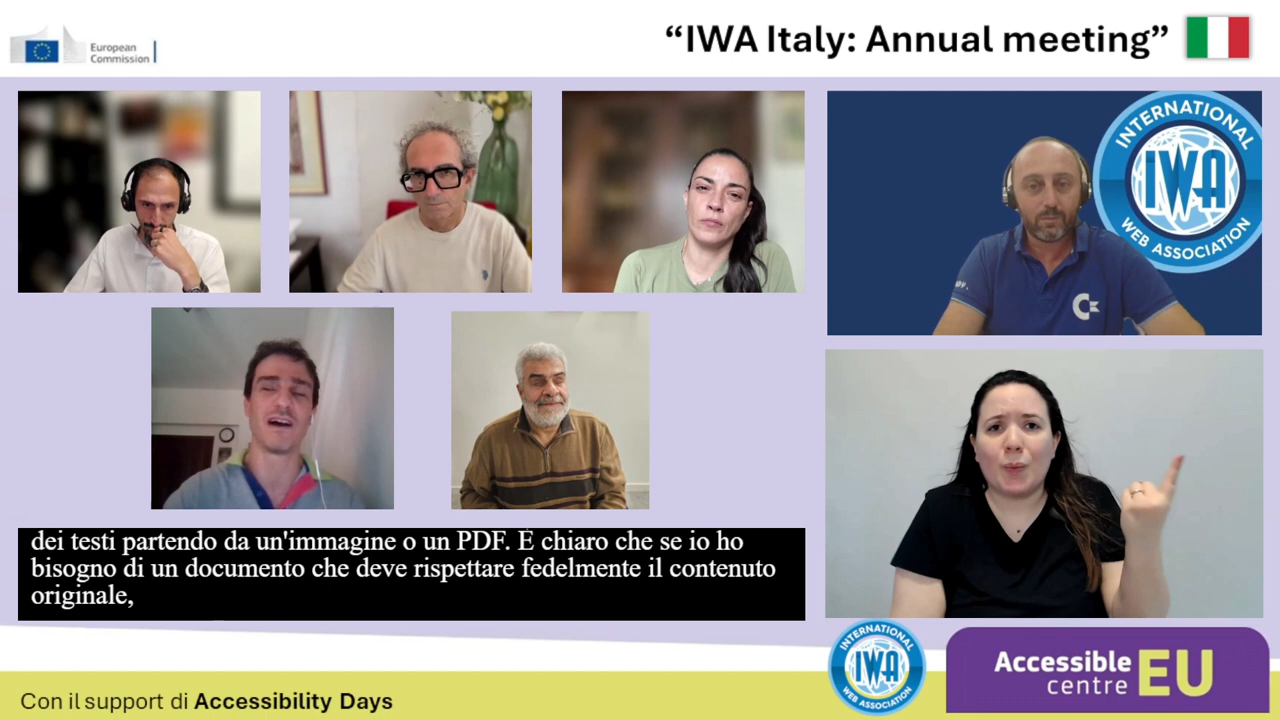 European
Commission
“IWA Italy: Annual meeting”
INTERNATIONAL
IWA
WEB ASSOCIATION
dei testi partendo da un'immagine o un PDF. È chiaro che se io ho
bisogno di un documento che deve rispettare fedelmente il contenuto
originale,
INTERNATIONAL
IWA
WEB ASSOCIATION
Accessible
centre EU
Con il support di Accessibility Days